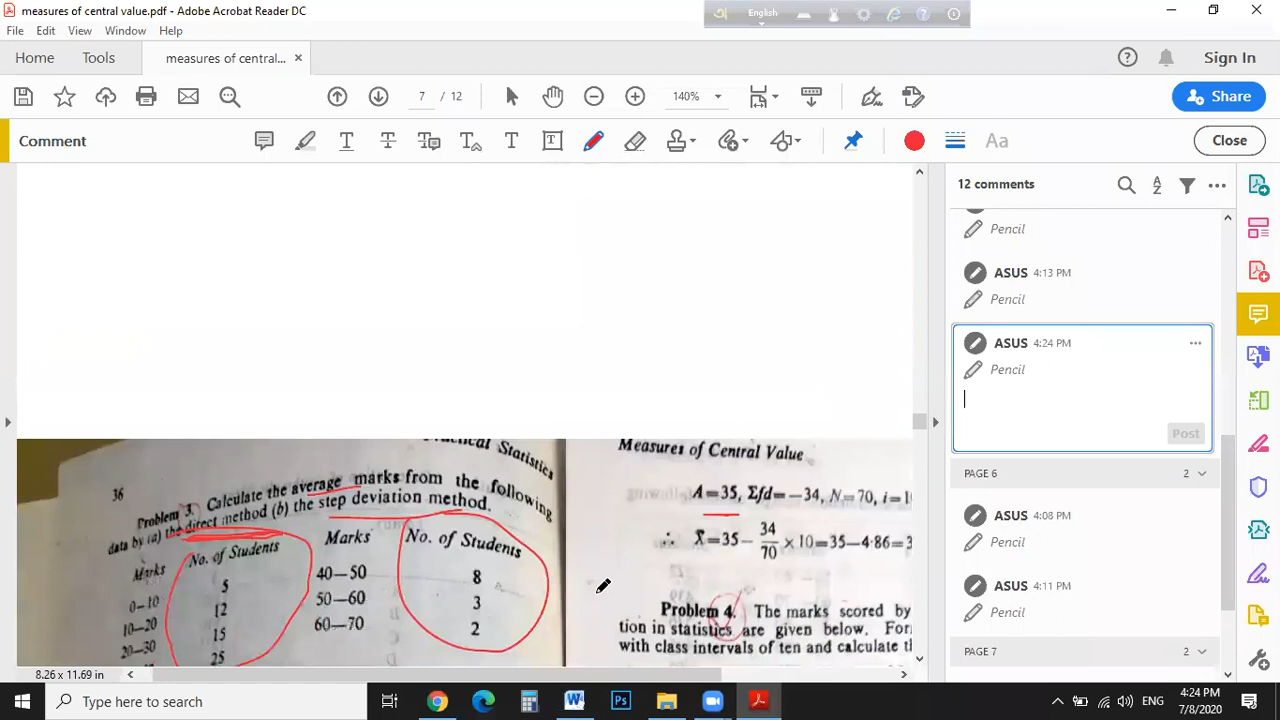 measures of central value.pdf - Adobe Acrobat Reader DC
English
File Edit View Window Help
Home Tools measures of central...
Sign In
7 / 12 140% Share
Comment Close
12 comments
Pencil
ASUS 4:13 PM
Pencil
ASUS 4:24 PM
Pencil
Post
PAGE 6 2
ASUS 4:08 PM
Pencil
ASUS 4:11 PM
Pencil
PAGE 7 2
36
Statistics
Problem 3. Calculate the average marks from the following
data by (a) the direct method (b) the step deviation method.
Marks No. of Students Marks No. of Students
0—10 5 40—50 8
10—20 12 50—60 3
20—30 15 60—70 2
25
Measures of Central Value
A=35, Σfd=−34, N=70,
∴ X̄=35− 34/70 ×10=35−4·86=3
Problem 4. The marks scored by
tion in statistics are given below. For
with class intervals of ten and calculate
8.26 x 11.69 in
Type here to search
ENG
4:24 PM
7/8/2020